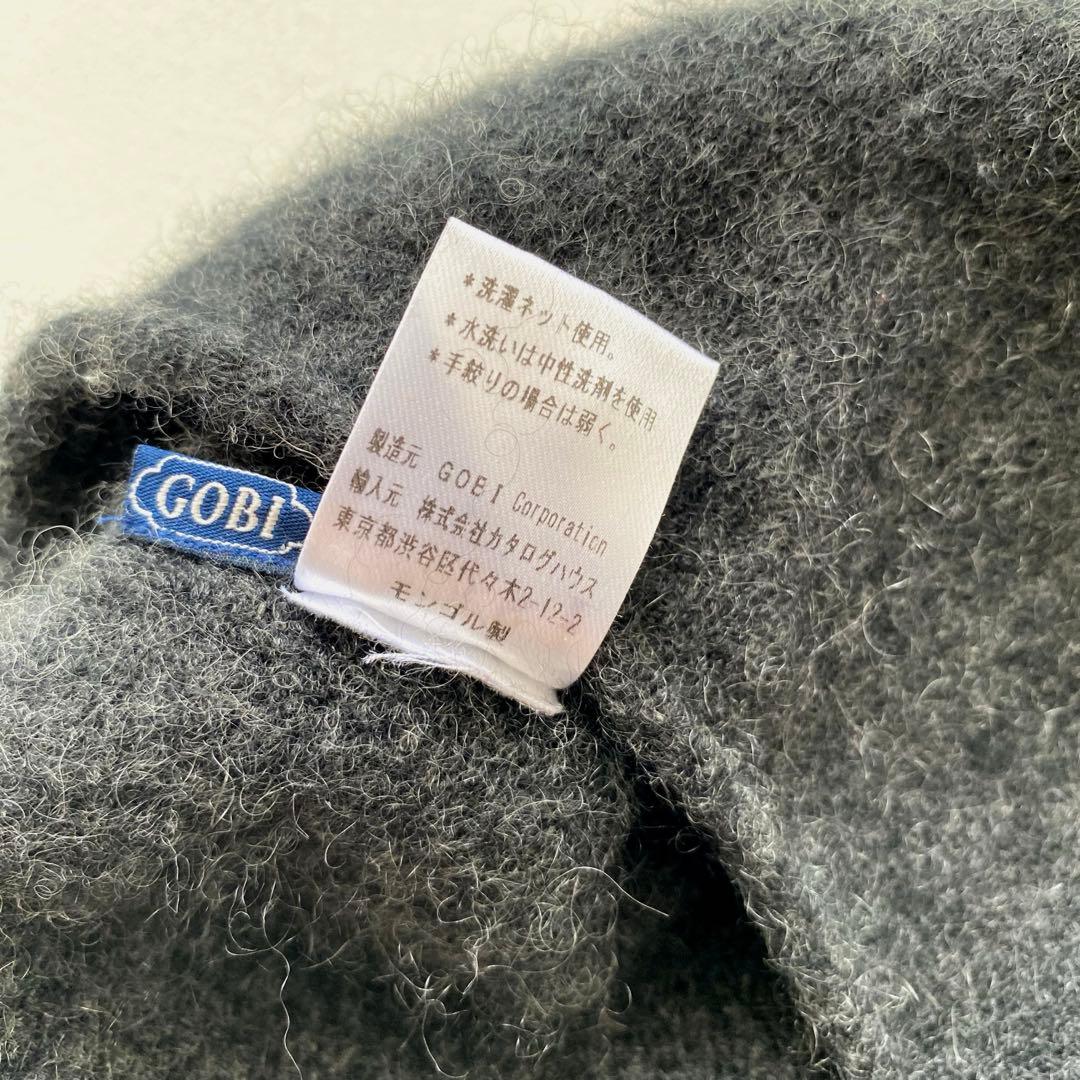 *洗濯ネット使用。
*水洗いは中性洗剤を使用
*手絞りの場合は弱く。
製造元 GOBI Corporation
輸入元 株式会社カタログハウス
東京都渋谷区代々木2-12-2
モンゴル製
GOBI